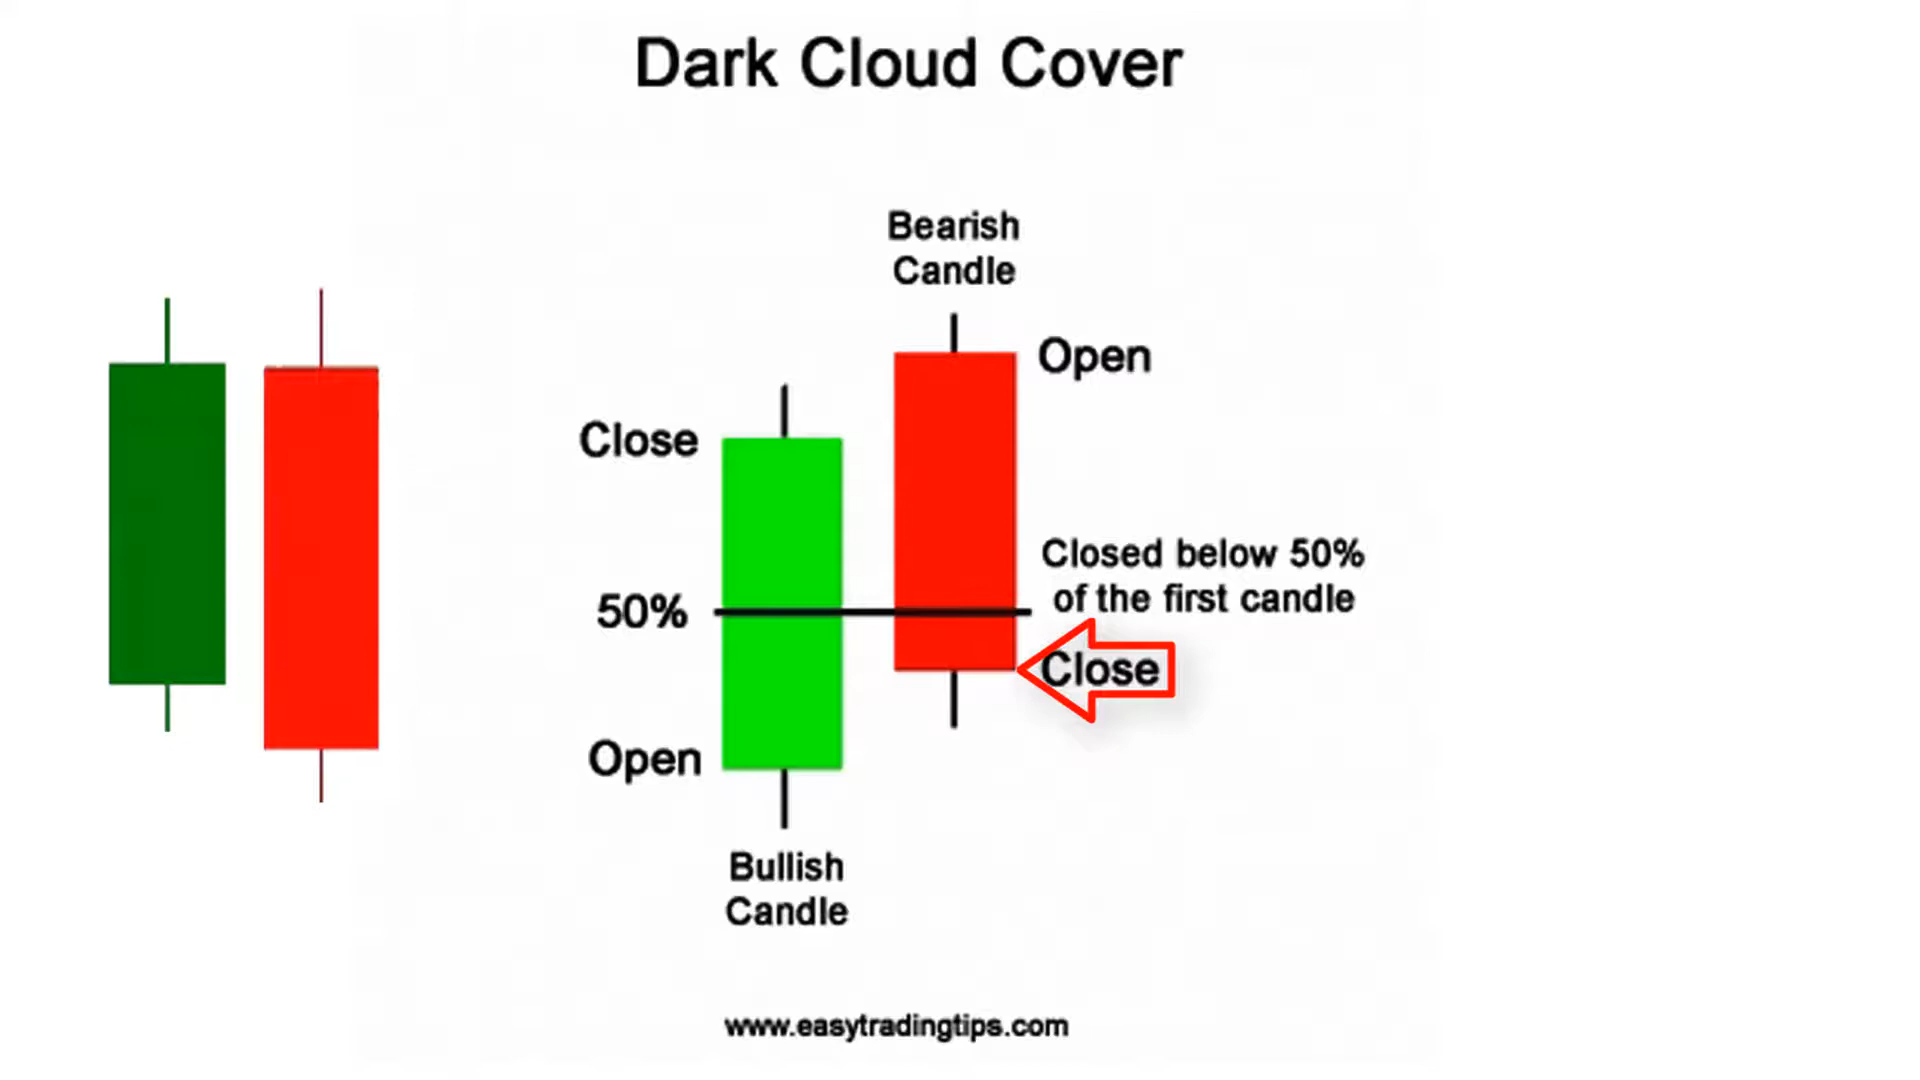 Dark Cloud Cover
Bearish
Candle
Open
Close
Closed below 50%
of the first candle
50%
Close
Open
Bullish
Candle
www.easytradingtips.com